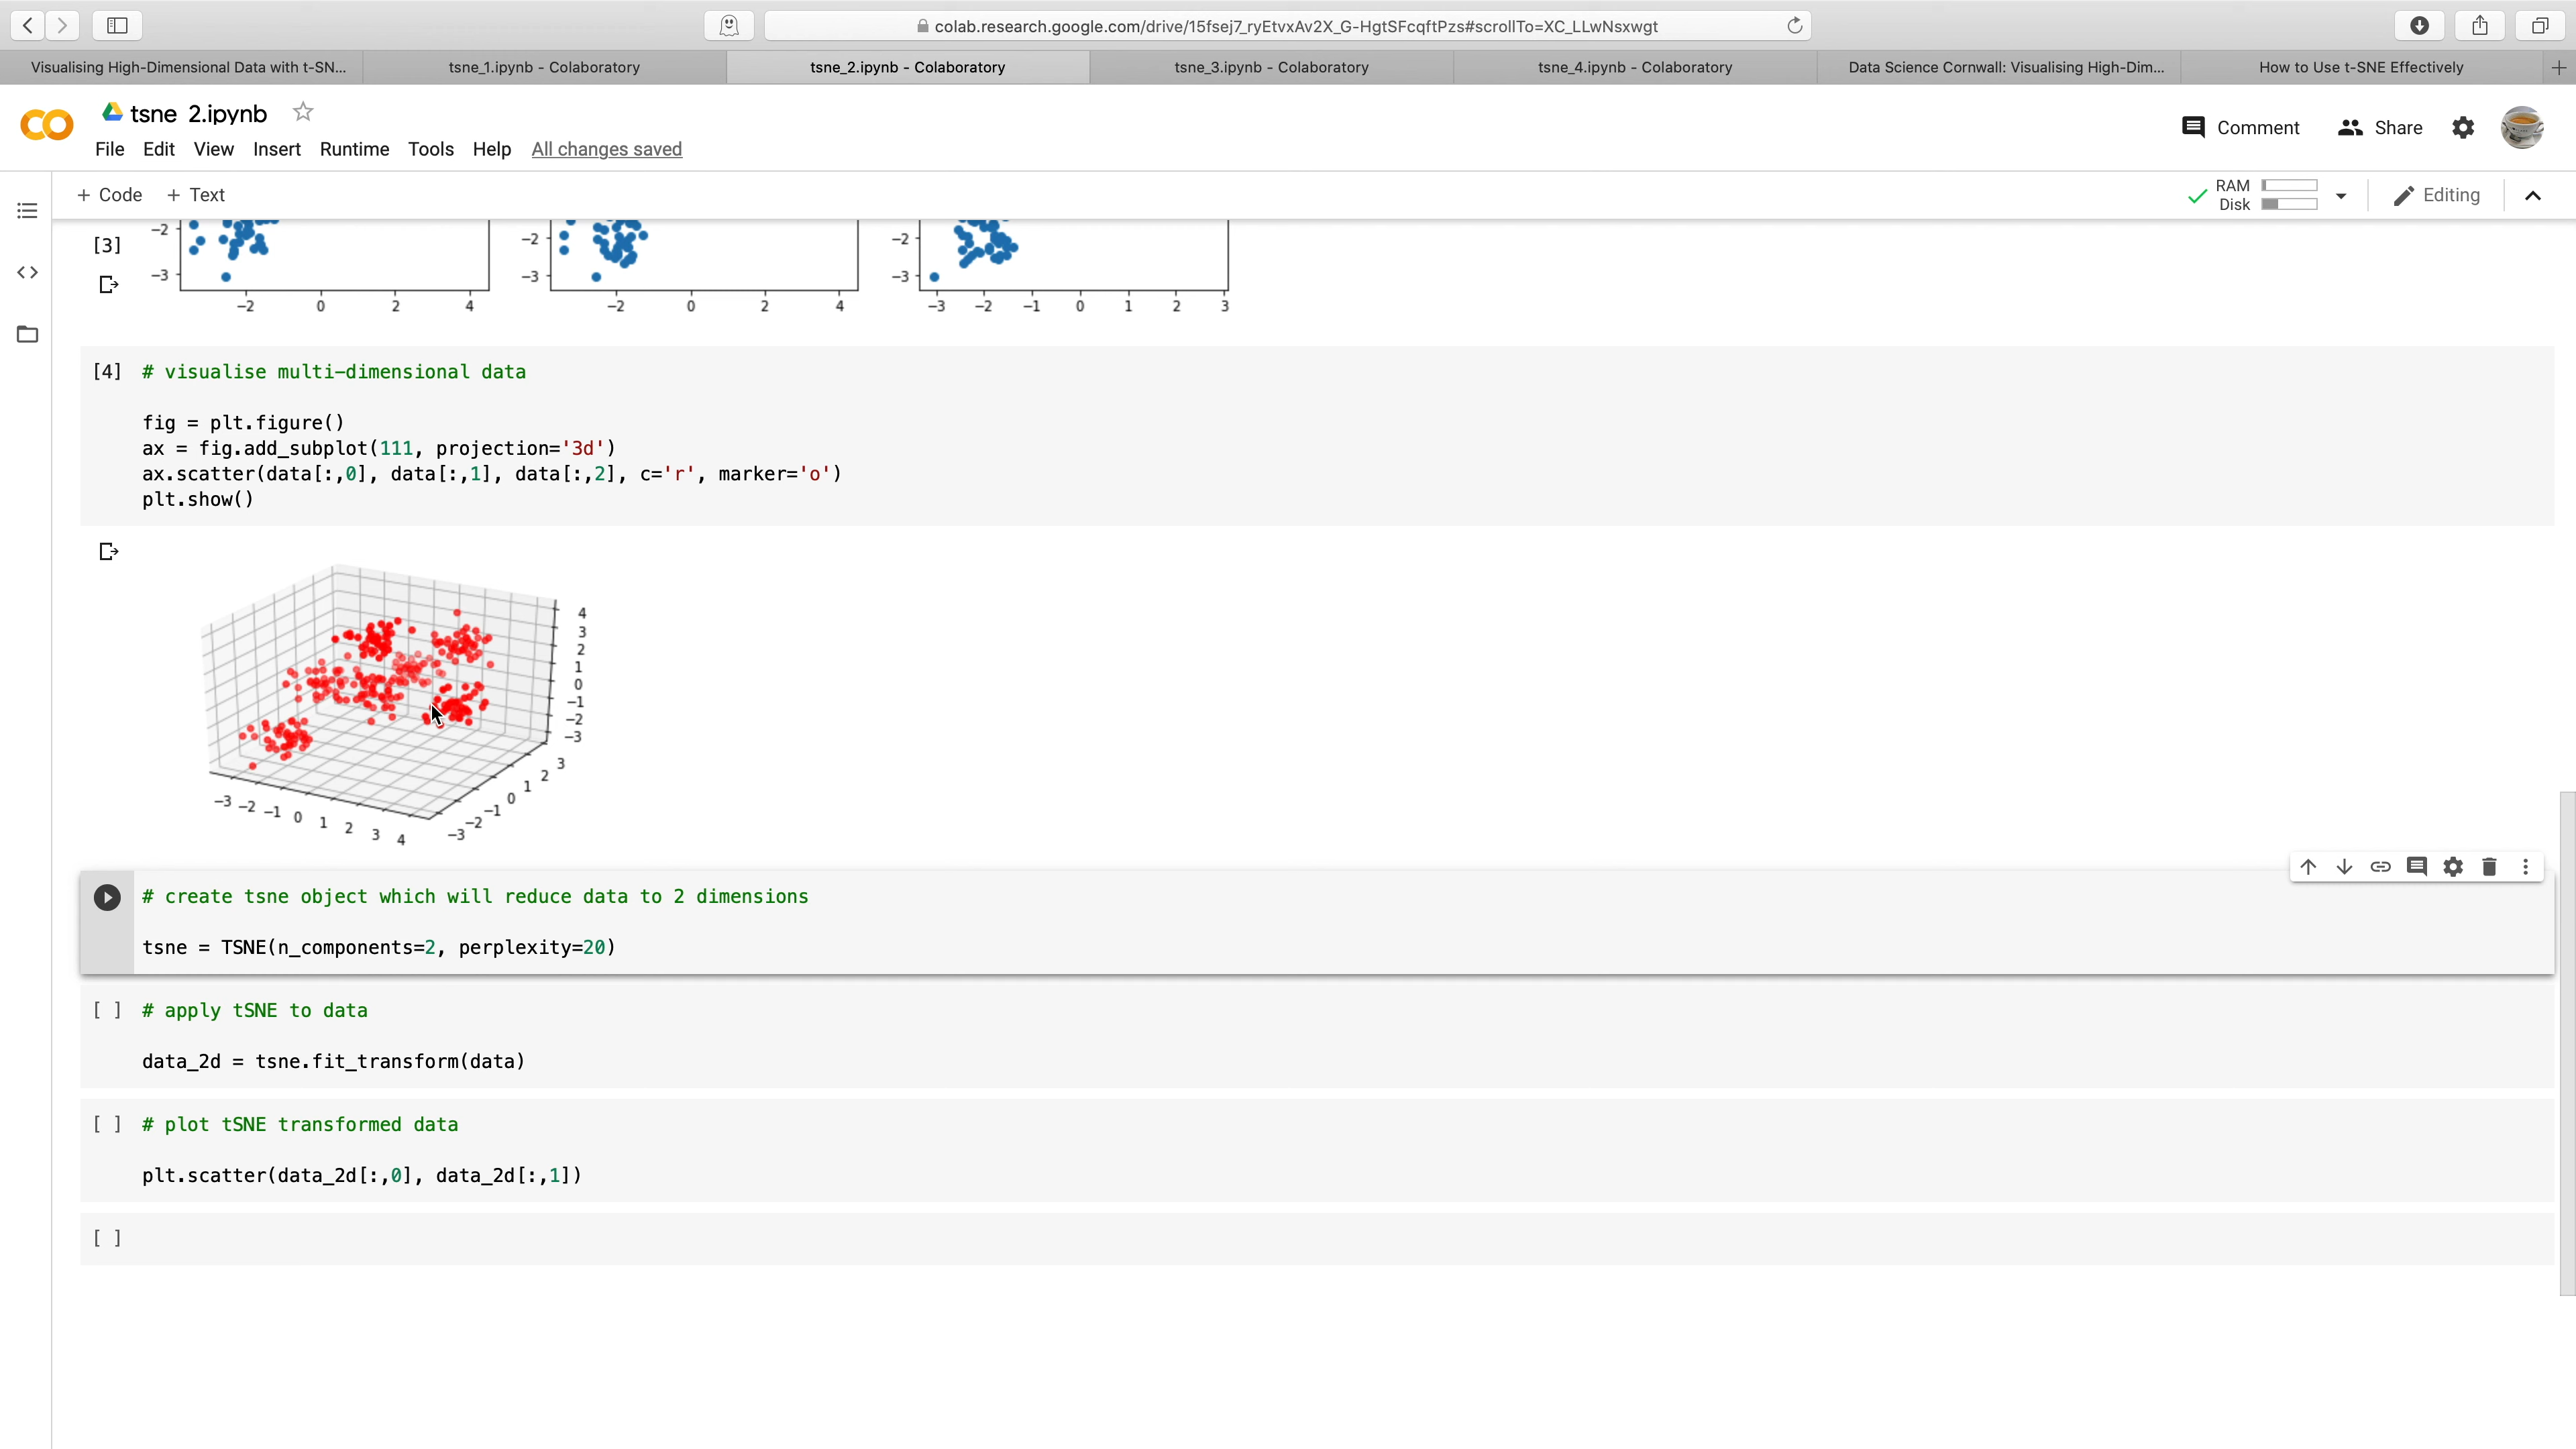 colab.research.google.com/drive/15fsej7_ryEtvxAv2X_G-HgtSFcqftPzs#scrollTo=XC_LLwNsxwgt
Visualising High-Dimensional Data with t-SN...
tsne_1.ipynb - Colaboratory
tsne_2.ipynb - Colaboratory
tsne_3.ipynb - Colaboratory
tsne_4.ipynb - Colaboratory
Data Science Cornwall: Visualising High-Dim...
How to Use t-SNE Effectively
tsne_2.ipynb
Comment
Share
File Edit View Insert Runtime Tools Help All changes saved
+ Code + Text
RAM
Disk
Editing
[3]
−2
−3
−2 0 2 4
−2
−3
−2 0 2 4
−2
−3
−3 −2 −1 0 1 2 3
[4] # visualise multi-dimensional data
fig = plt.figure()
ax = fig.add_subplot(111, projection='3d')
ax.scatter(data[:,0], data[:,1], data[:,2], c='r', marker='o')
plt.show()
4
3
2
1
0
−1
−2
−3
−3 −2 −1 0 1 2 3 4
−3 −2 −1 0 1 2 3
# create tsne object which will reduce data to 2 dimensions
tsne = TSNE(n_components=2, perplexity=20)
[ ] # apply tSNE to data
data_2d = tsne.fit_transform(data)
[ ] # plot tSNE transformed data
plt.scatter(data_2d[:,0], data_2d[:,1])
[ ]